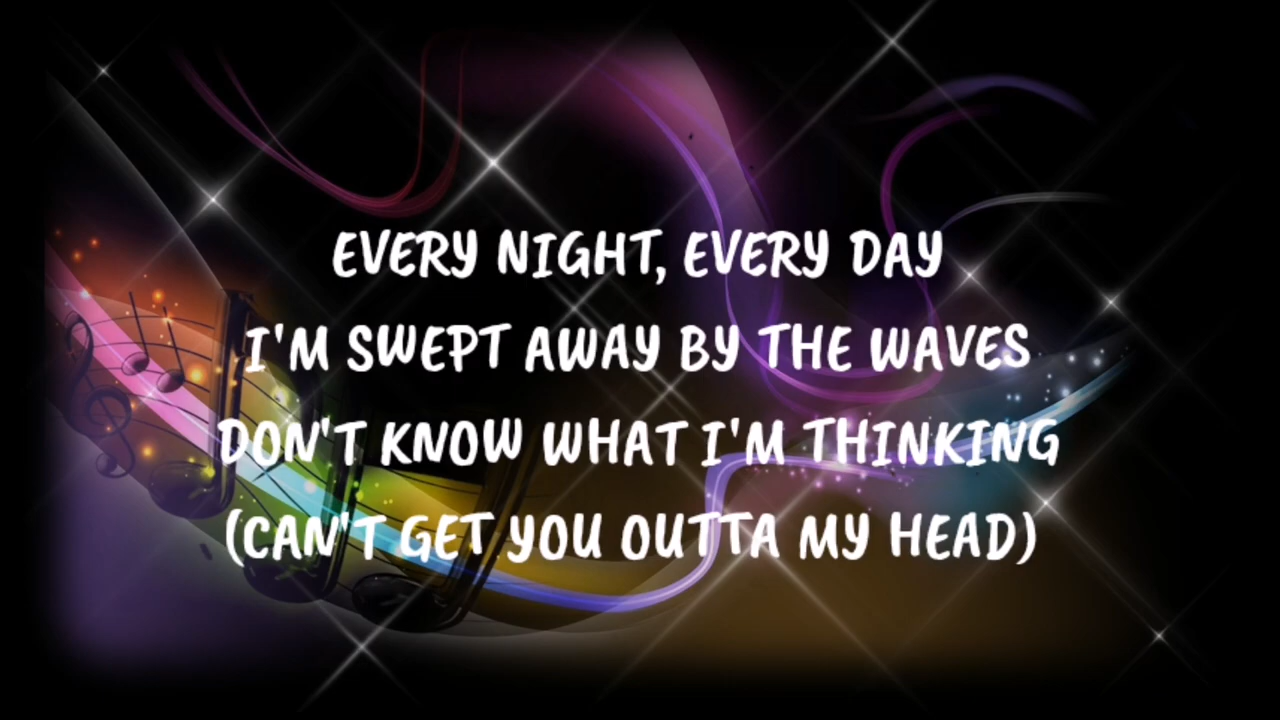 EVERY NIGHT, EVERY DAY
I'M SWEPT AWAY BY THE WAVES
DON'T KNOW WHAT I'M THINKING
(CAN'T GET YOU OUTTA MY HEAD)